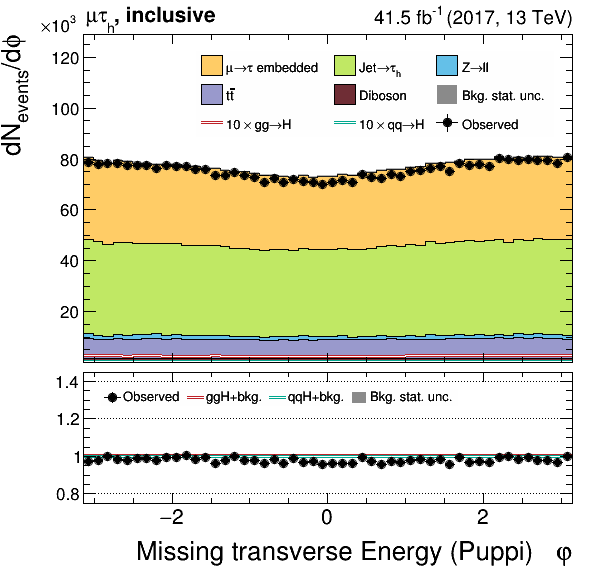 ×10³ μτₕ, inclusive 41.5 fb⁻¹ (2017, 13 TeV)
dN_events/dφ
120
μ→τ embedded Jet→τₕ Z→ll
100
tt̄ Diboson Bkg. stat. unc.
10 × gg→H 10 × qq→H Observed
80
60
40
20
1.4
Observed ggH+bkg. qqH+bkg. Bkg. stat. unc.
1.2
1
0.8
−2 0 2
Missing transverse Energy (Puppi) φ